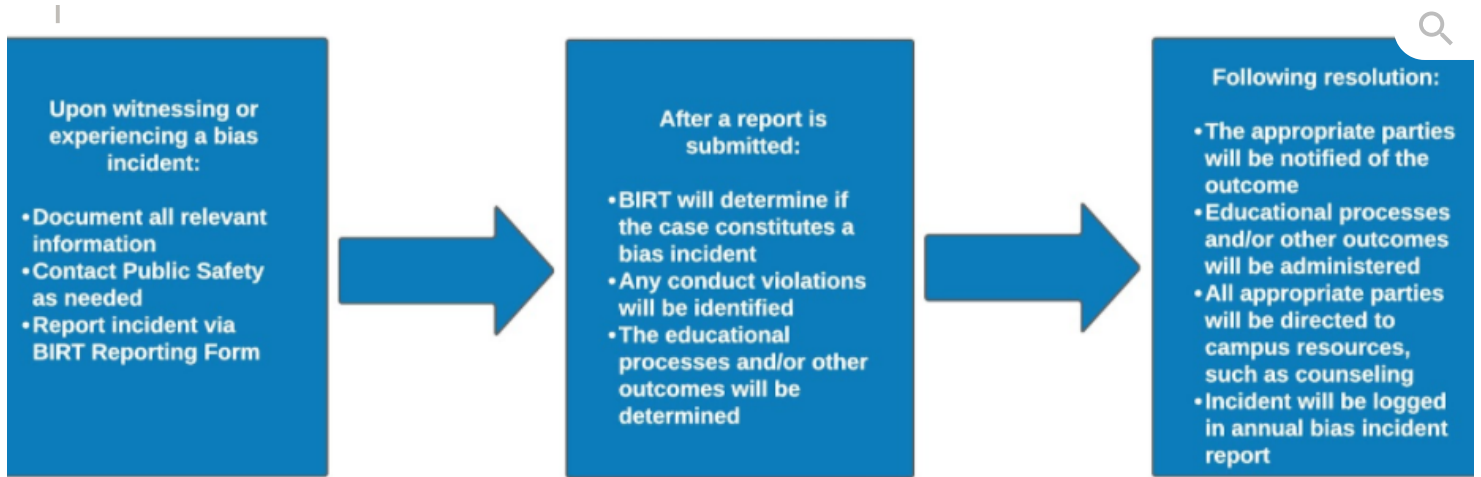 Upon witnessing or
experiencing a bias
incident:
•Document all relevant
information
•Contact Public Safety
as needed
•Report incident via
BIRT Reporting Form
After a report is
submitted:
•BIRT will determine if
the case constitutes a
bias incident
•Any conduct violations
will be identified
•The educational
processes and/or other
outcomes will be
determined
Following resolution:
•The appropriate parties
will be notified of the
outcome
•Educational processes
and/or other outcomes
will be administered
•All appropriate parties
will be directed to
campus resources,
such as counseling
•Incident will be logged
in annual bias incident
report